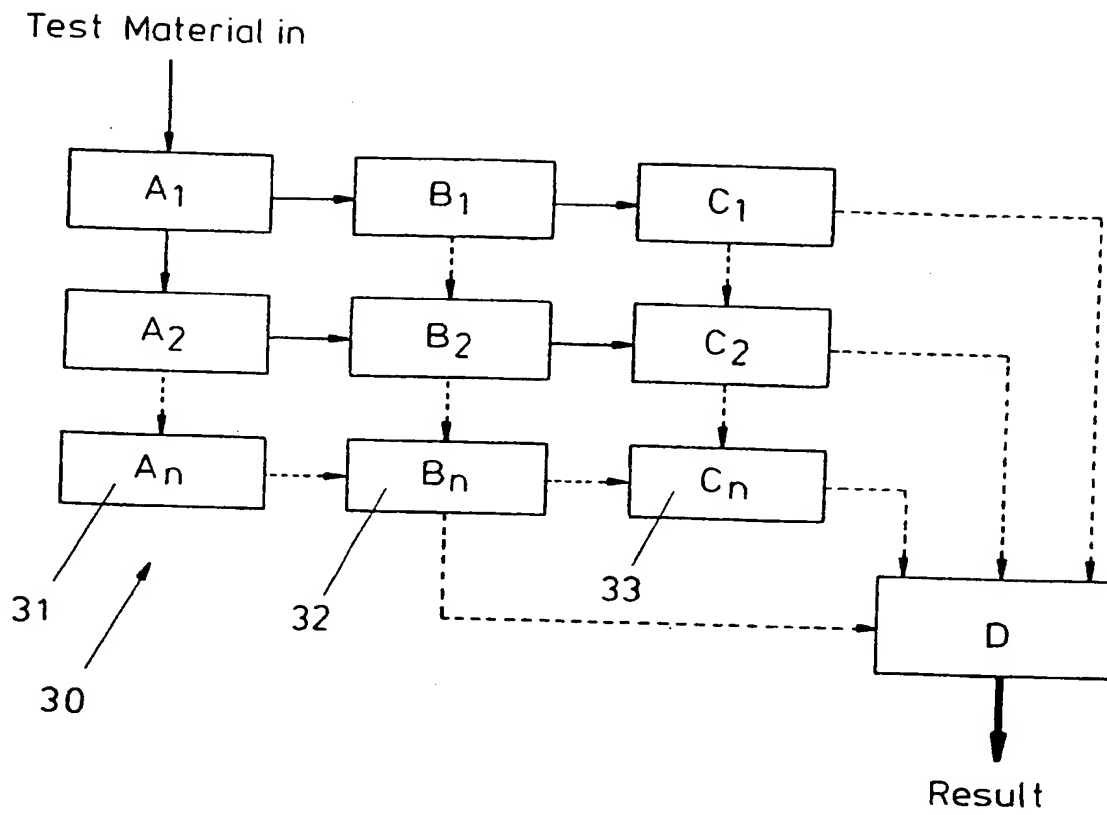 Test Material in
A₁
B₁
C₁
A₂
B₂
C₂
Aₙ
Bₙ
Cₙ
31
32
33
30
D
Result